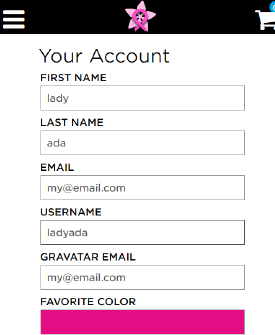 Your Account
FIRST NAME
lady
LAST NAME
ada
EMAIL
my@email.com
USERNAME
ladyada
GRAVATAR EMAIL
my@email.com
FAVORITE COLOR